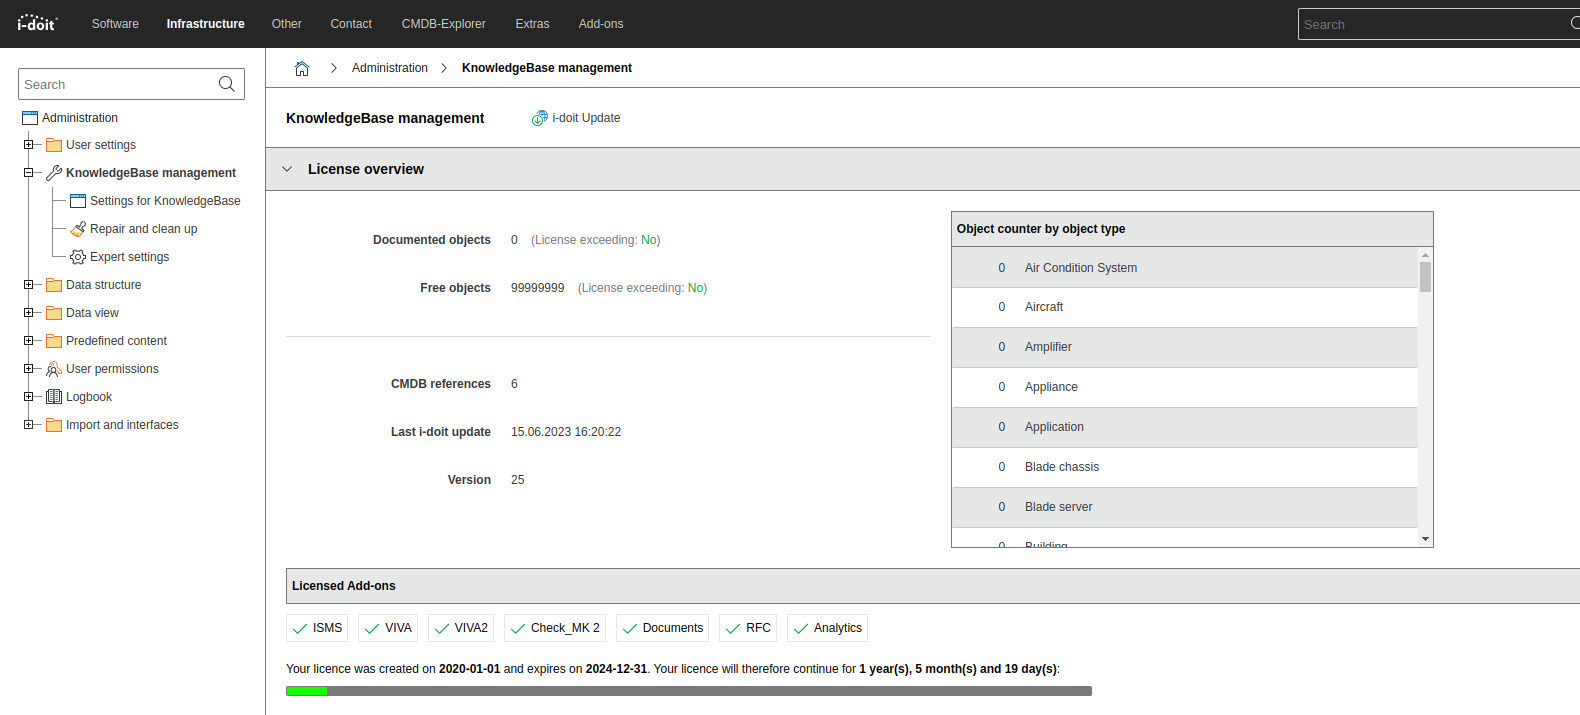 i-doit Software Infrastructure Other Contact CMDB-Explorer Extras Add-ons Search
Search
Administration
User settings
KnowledgeBase management
Settings for KnowledgeBase
Repair and clean up
Expert settings
Data structure
Data view
Predefined content
User permissions
Logbook
Import and interfaces
Administration KnowledgeBase management
KnowledgeBase management i-doit Update
License overview
Documented objects 0 (License exceeding: No)
Free objects 99999999 (License exceeding: No)
CMDB references 6
Last i-doit update 15.06.2023 16:20:22
Version 25
Object counter by object type
0 Air Condition System
0 Aircraft
0 Amplifier
0 Appliance
0 Application
0 Blade chassis
0 Blade server
0 Building
Licensed Add-ons
ISMS VIVA VIVA2 Check_MK 2 Documents RFC Analytics
Your licence was created on 2020-01-01 and expires on 2024-12-31. Your licence will therefore continue for 1 year(s), 5 month(s) and 19 day(s):